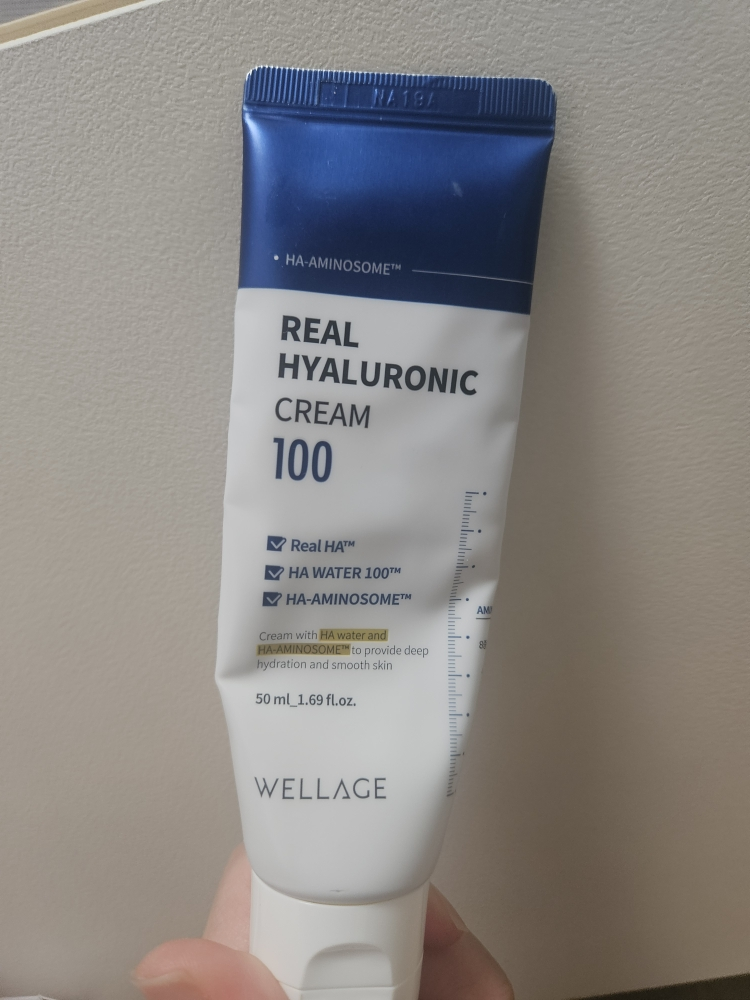 NA19A
• HA-AMINOSOME™
REAL
HYALURONIC
CREAM
100
Real HA™
HA WATER 100™
HA-AMINOSOME™
Cream with HA water and
HA-AMINOSOME™ to provide deep
hydration and smooth skin
50 ml_1.69 fl.oz.
WELLAGE